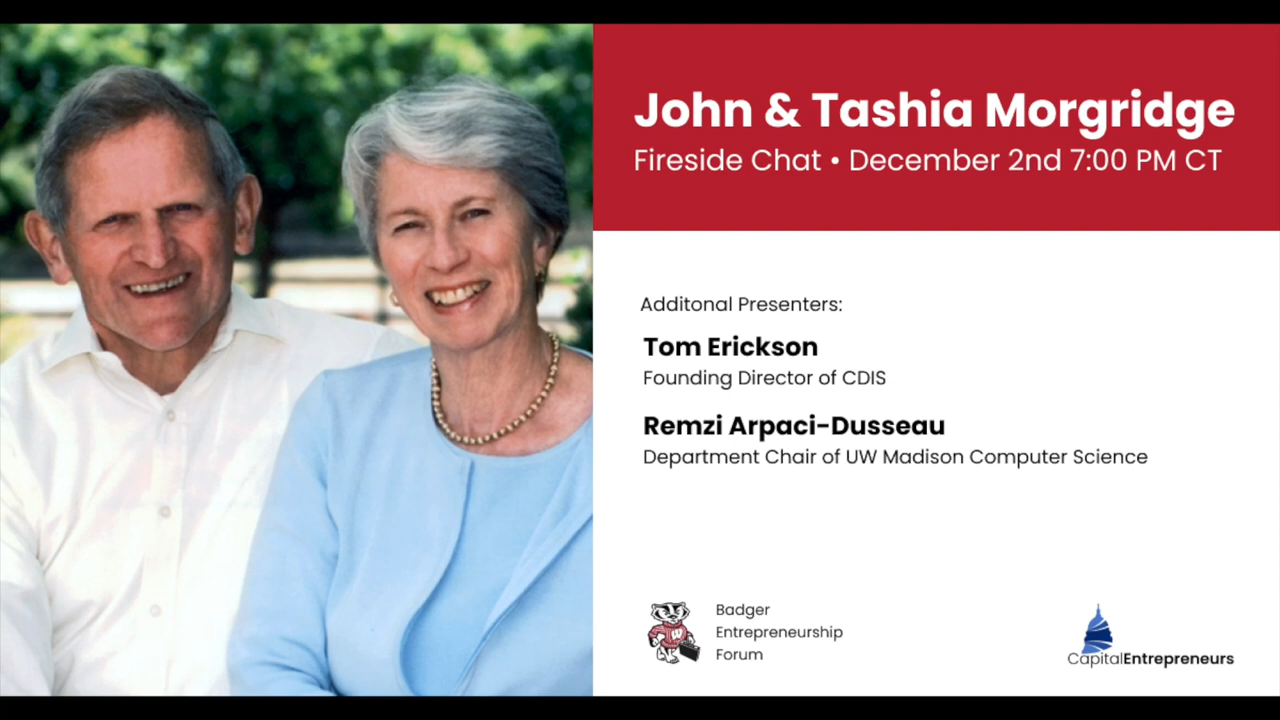 John & Tashia Morgridge
Fireside Chat • December 2nd 7:00 PM CT
Additonal Presenters:
Tom Erickson
Founding Director of CDIS
Remzi Arpaci-Dusseau
Department Chair of UW Madison Computer Science
W
Badger
Entrepreneurship
Forum
CapitalEntrepreneurs